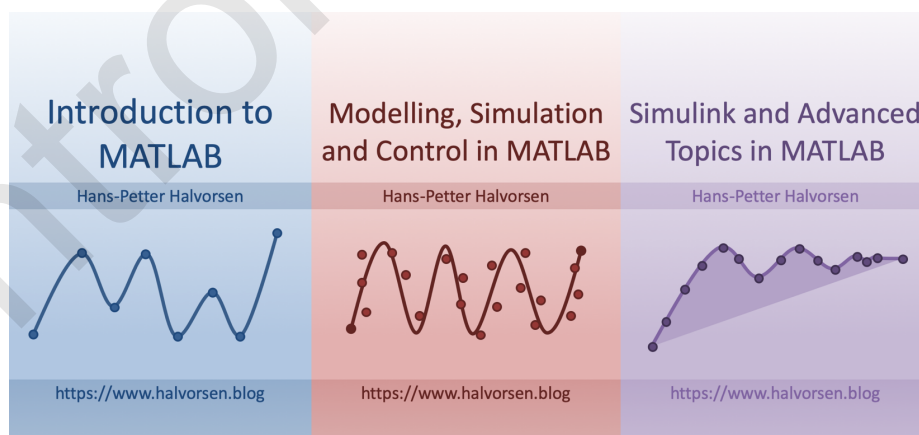 Introduction to
MATLAB
Hans-Petter Halvorsen
https://www.halvorsen.blog
Modelling, Simulation
and Control in MATLAB
Hans-Petter Halvorsen
https://www.halvorsen.blog
Simulink and Advanced
Topics in MATLAB
Hans-Petter Halvorsen
https://www.halvorsen.blog